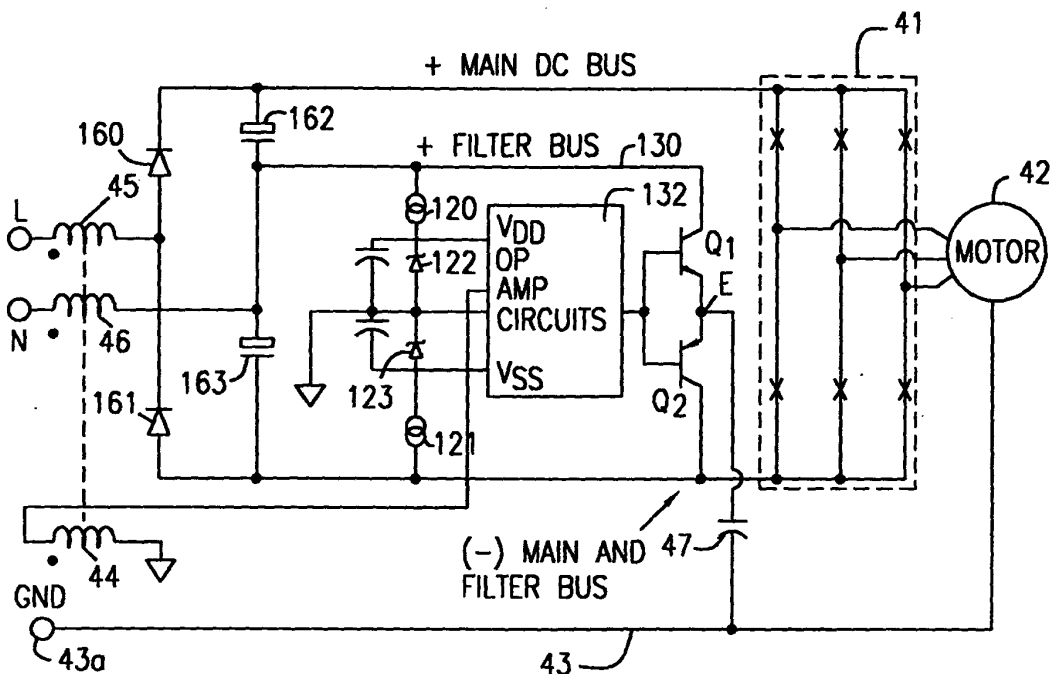 41
+ MAIN DC BUS
160
162
+ FILTER BUS
130
42
45
132
L
120
VDD
Q1
MOTOR
122
OP
AMP
E
CIRCUITS
N
46
163
123
VSS
Q2
161
121
(-) MAIN AND
FILTER BUS
47
44
GND
43a
43